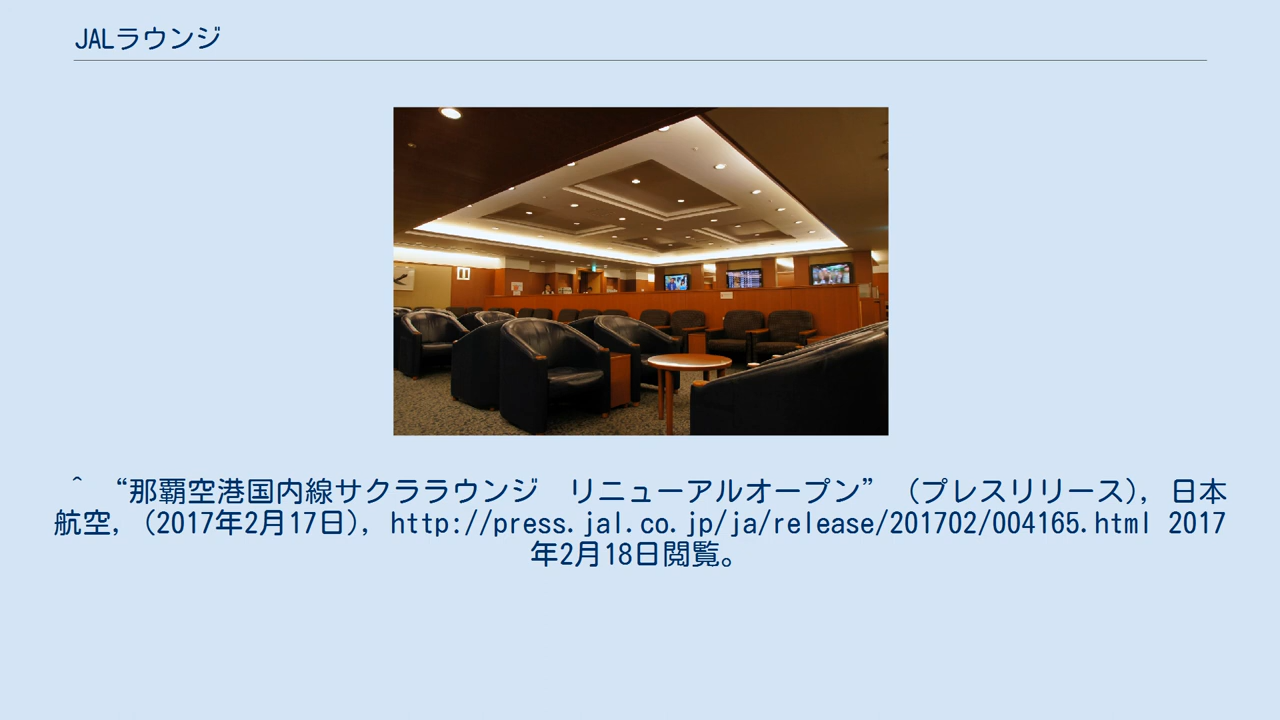 JALラウンジ
^ “那覇空港国内線サクララウンジ　リニューアルオープン” (プレスリリース), 日本
航空, (2017年2月17日), http://press.jal.co.jp/ja/release/201702/004165.html 2017
年2月18日閲覧。